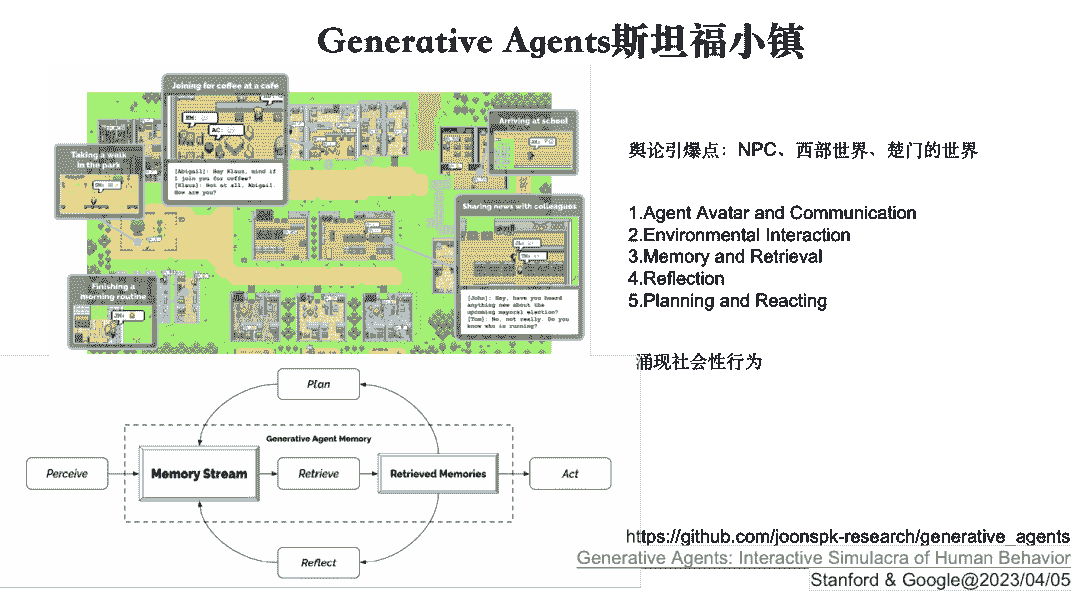 Generative Agents斯坦福小镇
Joining for coffee at a cafe
[Abigail]: Hey Klaus, mind if
I join you for coffee?
[Klaus]: Not at all, Abigail.
How are you?
Taking a walk
in the park
Arriving at school
Sharing news with colleagues
[John]: Hey, have you heard
anything new about the
upcoming mayoral election?
[Tom]: No, not really. Do you
know who is running?
Finishing a
morning routine
舆论引爆点：NPC、西部世界、楚门的世界
1.Agent Avatar and Communication
2.Environmental Interaction
3.Memory and Retrieval
4.Reflection
5.Planning and Reacting
涌现社会性行为
Plan
Generative Agent Memory
Perceive
Memory Stream
Retrieve
Retrieved Memories
Act
Reflect
https://github.com/joonspk-research/generative_agents
Generative Agents: Interactive Simulacra of Human Behavior
Stanford & Google@2023/04/05